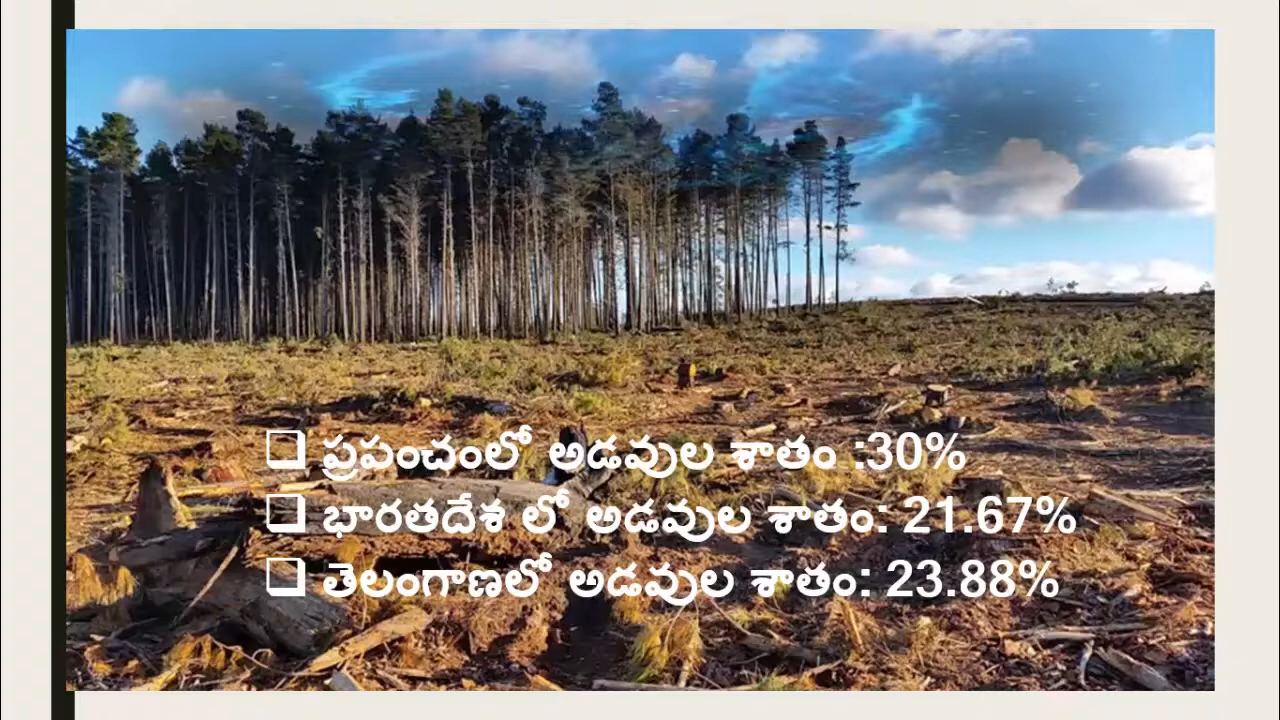 ❑ ప్రపంచంలో అడవుల శాతం :30%
❑ భారతదేశ లో అడవుల శాతం: 21.67%
❑ తెలంగాణలో అడవుల శాతం: 23.88%